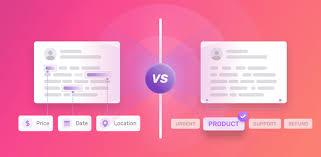 VS
Price
Date
Location
URGENT
PRODUCT
SUPPORT
REFUND